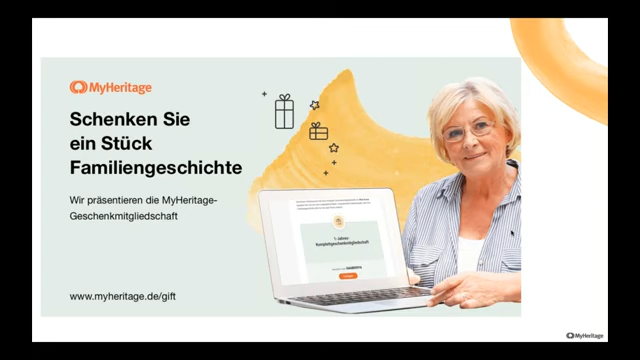 MyHeritage
Schenken Sie
ein Stück
Familiengeschichte
Wir präsentieren die MyHeritage-
Geschenkmitgliedschaft
1-Jahres-
Komplettgeschenkmitgliedschaft
www.myheritage.de/gift
MyHeritage